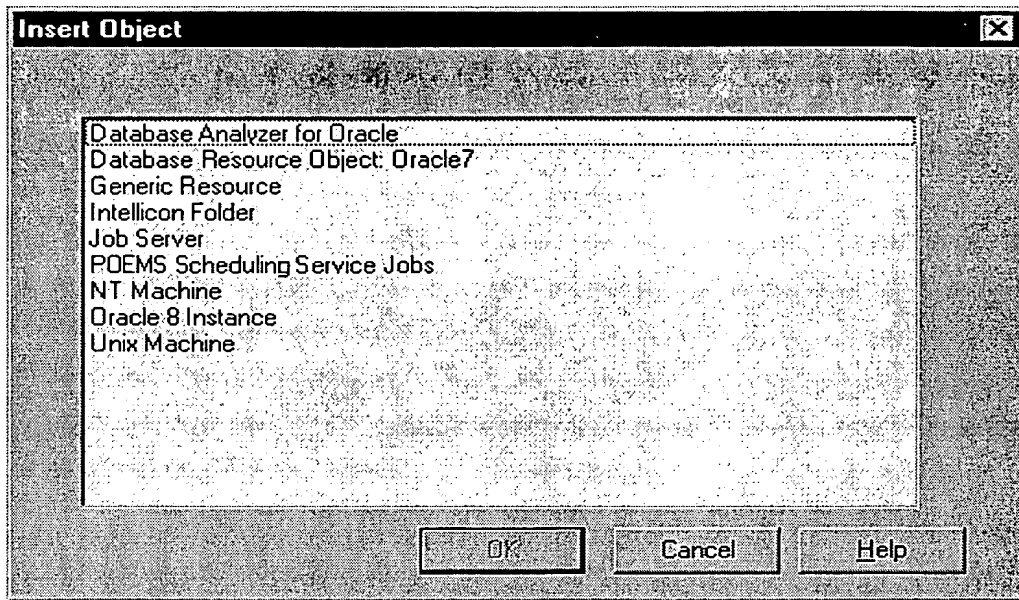 Insert Object
Database Analyzer for Oracle
Database Resource Object: Oracle7
Generic Resource
Intellicon Folder
Job Server
POEMS Scheduling Service Jobs
NT Machine
Oracle 8 Instance
Unix Machine
OK Cancel Help